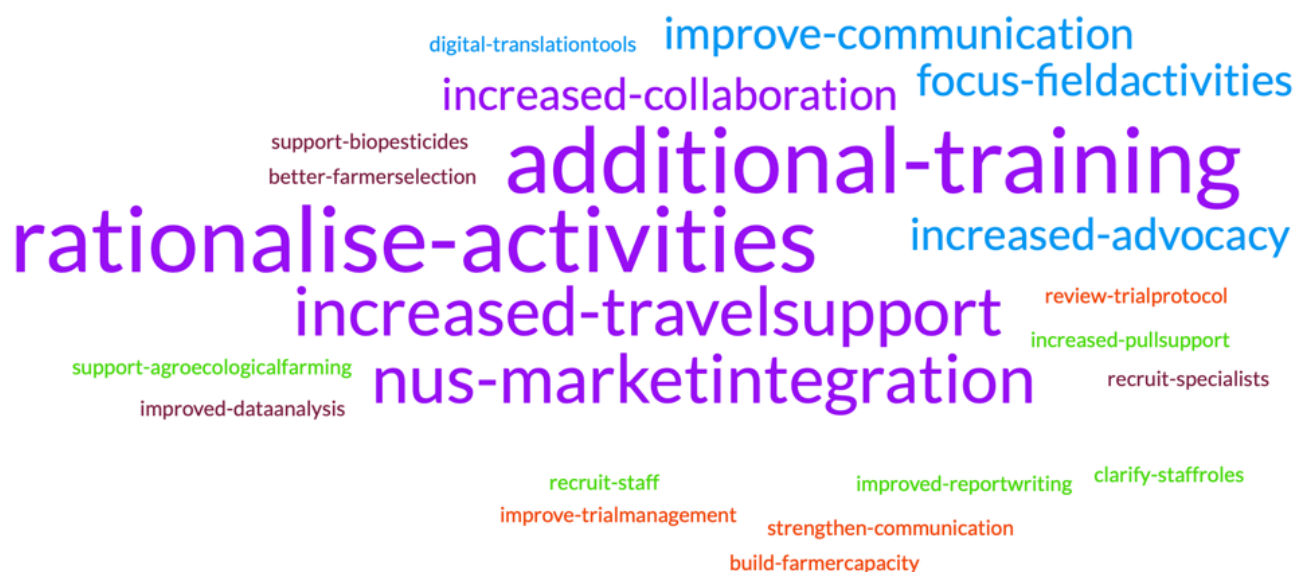 improve-communication
digital-translationtools
focus-fieldactivities
increased-collaboration
support-biopesticides
additional-training
better-farmerselection
rationalise-activities
increased-advocacy
increased-travelsupport
review-trialprotocol
increased-pullsupport
support-agroecologicalfarming
nus-marketintegration
recruit-specialists
improved-dataanalysis
recruit-staff
improved-reportwriting
clarify-staffroles
improve-trialmanagement
strengthen-communication
build-farmercapacity